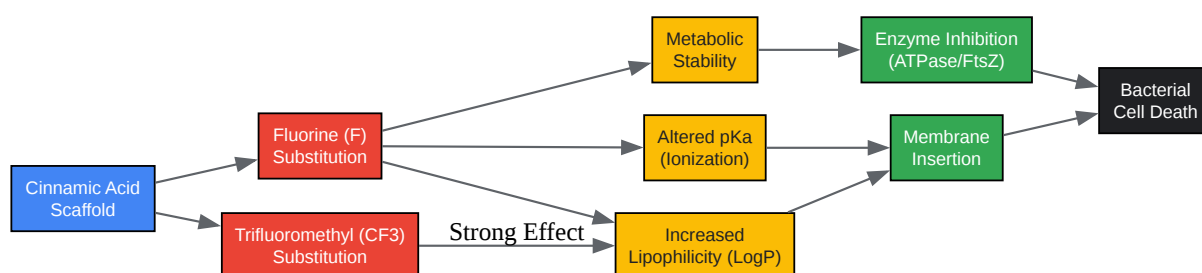 Cinnamic Acid
Scaffold
Fluorine (F)
Substitution
Trifluoromethyl (CF3)
Substitution
Strong Effect
Metabolic
Stability
Altered pKa
(Ionization)
Increased
Lipophilicity (LogP)
Enzyme Inhibition
(ATPase/FtsZ)
Membrane
Insertion
Bacterial
Cell Death